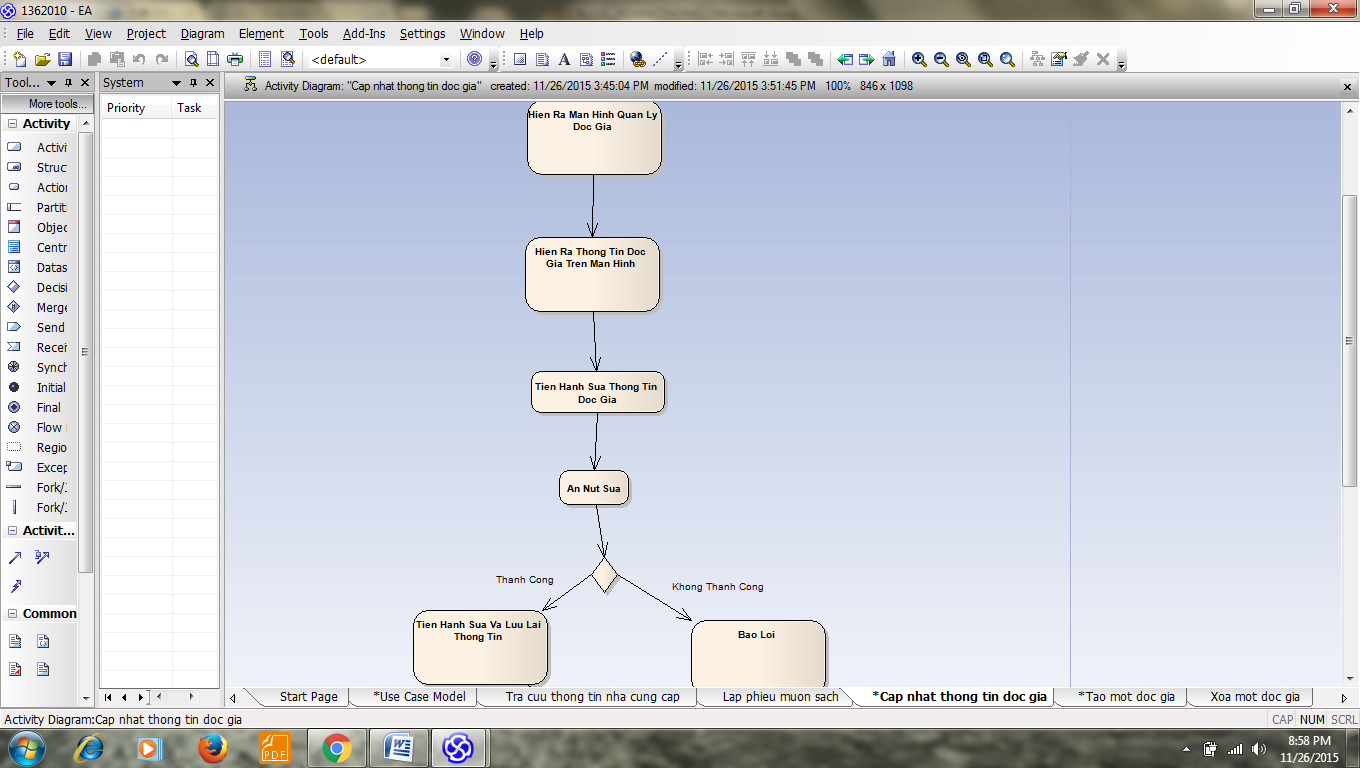 1362010 - EA
File Edit View Project Diagram Element Tools Add-Ins Settings Window Help
<default>
Tool...
System
Activity Diagram: "Cap nhat thong tin doc gia" created: 11/26/2015 3:45:04 PM modified: 11/26/2015 3:51:45 PM 100% 846 x 1098
More tools...
Priority Task
Activity
Activi
Struc
Action
Partiti
Objec
Centr
Datas
Decisi
Merge
Send
Recei
Synch
Initial
Final
Flow
Regio
Excep
Fork/J
Fork/J
Activit...
Common
Hien Ra Man Hinh Quan Ly
Doc Gia
Hien Ra Thong Tin Doc
Gia Tren Man Hinh
Tien Hanh Sua Thong Tin
Doc Gia
An Nut Sua
Thanh Cong
Khong Thanh Cong
Tien Hanh Sua Va Luu Lai
Thong Tin
Bao Loi
Start Page *Use Case Model Tra cuu thong tin nha cung cap Lap phieu muon sach *Cap nhat thong tin doc gia *Tao mot doc gia Xoa mot doc gia
Activity Diagram:Cap nhat thong tin doc gia
CAP NUM SCRL
PDF
8:58 PM
11/26/2015